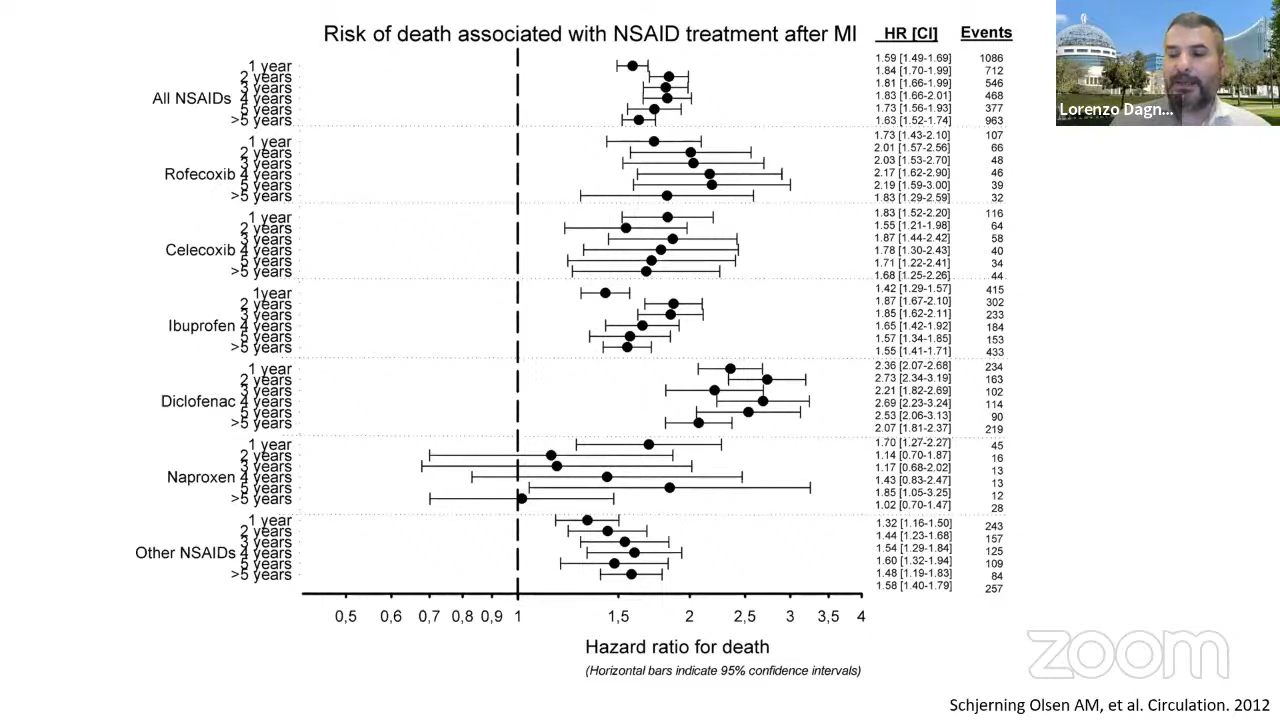 Risk of death associated with NSAID treatment after MI
HR [CI] Events
All NSAIDs
1 year 1.59 [1.49-1.69] 1086
2 years 1.84 [1.70-1.99] 712
3 years 1.81 [1.66-1.99] 546
4 years 1.83 [1.66-2.01] 468
5 years 1.73 [1.56-1.93] 377
>5 years 1.63 [1.52-1.74] 963
Rofecoxib
1 year 1.73 [1.43-2.10] 107
2 years 2.01 [1.57-2.56] 66
3 years 2.03 [1.53-2.70] 48
4 years 2.17 [1.62-2.90] 46
5 years 2.19 [1.59-3.00] 39
>5 years 1.83 [1.29-2.59] 32
Celecoxib
1 year 1.83 [1.52-2.20] 116
2 years 1.55 [1.21-1.98] 64
3 years 1.87 [1.44-2.42] 58
4 years 1.78 [1.30-2.43] 40
5 years 1.71 [1.22-2.41] 34
>5 years 1.68 [1.25-2.26] 44
Ibuprofen
1year 1.42 [1.29-1.57] 415
2 years 1.87 [1.67-2.10] 302
3 years 1.85 [1.62-2.11] 233
4 years 1.65 [1.42-1.92] 184
5 years 1.57 [1.34-1.85] 153
>5 years 1.55 [1.41-1.71] 433
Diclofenac
1 year 2.36 [2.07-2.68] 234
2 years 2.73 [2.34-3.19] 163
3 years 2.21 [1.82-2.69] 102
4 years 2.69 [2.23-3.24] 114
5 years 2.53 [2.06-3.13] 90
>5 years 2.07 [1.81-2.37] 219
Naproxen
1 year 1.70 [1.27-2.27] 45
2 years 1.14 [0.70-1.87] 16
3 years 1.17 [0.68-2.02] 13
4 years 1.43 [0.83-2.47] 13
5 years 1.85 [1.05-3.25] 12
>5 years 1.02 [0.70-1.47] 28
Other NSAIDs
1 year 1.32 [1.16-1.50] 243
2 years 1.44 [1.23-1.68] 157
3 years 1.54 [1.29-1.84] 125
4 years 1.60 [1.32-1.94] 109
5 years 1.48 [1.19-1.83] 84
>5 years 1.58 [1.40-1.79] 257
0,5 0,6 0,7 0,8 0,9 1 1,5 2 2,5 3 3,5 4
Hazard ratio for death
(Horizontal bars indicate 95% confidence intervals)
Lorenzo Dagn...
zoom
Schjerning Olsen AM, et al. Circulation. 2012